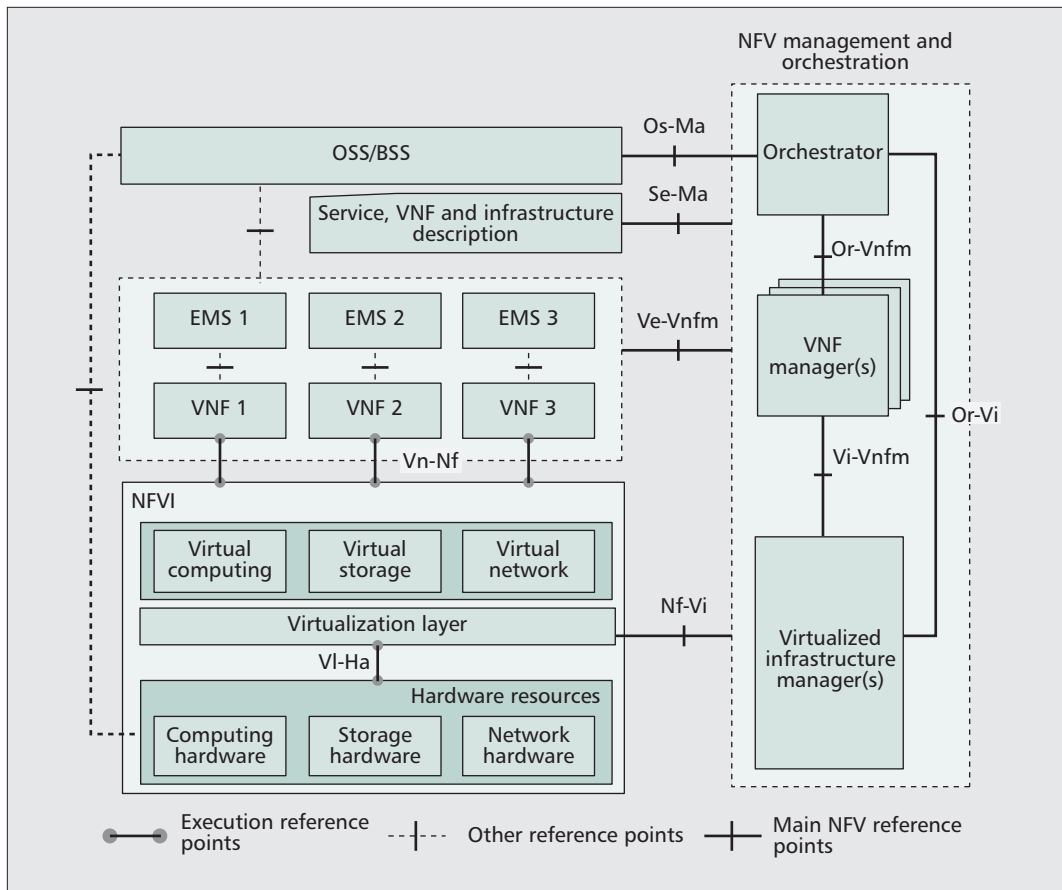 NFV management and
orchestration
Os-Ma
OSS/BSS
Orchestrator
Se-Ma
Service, VNF and infrastructure
description
Or-Vnfm
EMS 1
EMS 2
EMS 3
Ve-Vnfm
VNF
manager(s)
VNF 1
VNF 2
VNF 3
Or-Vi
Vn-Nf
Vi-Vnfm
NFVI
Virtual
computing
Virtual
storage
Virtual
network
Nf-Vi
Virtualization layer
Virtualized
infrastructure
manager(s)
Vl-Ha
Hardware resources
Computing
hardware
Storage
hardware
Network
hardware
Execution reference
points
Other reference points
Main NFV reference
points